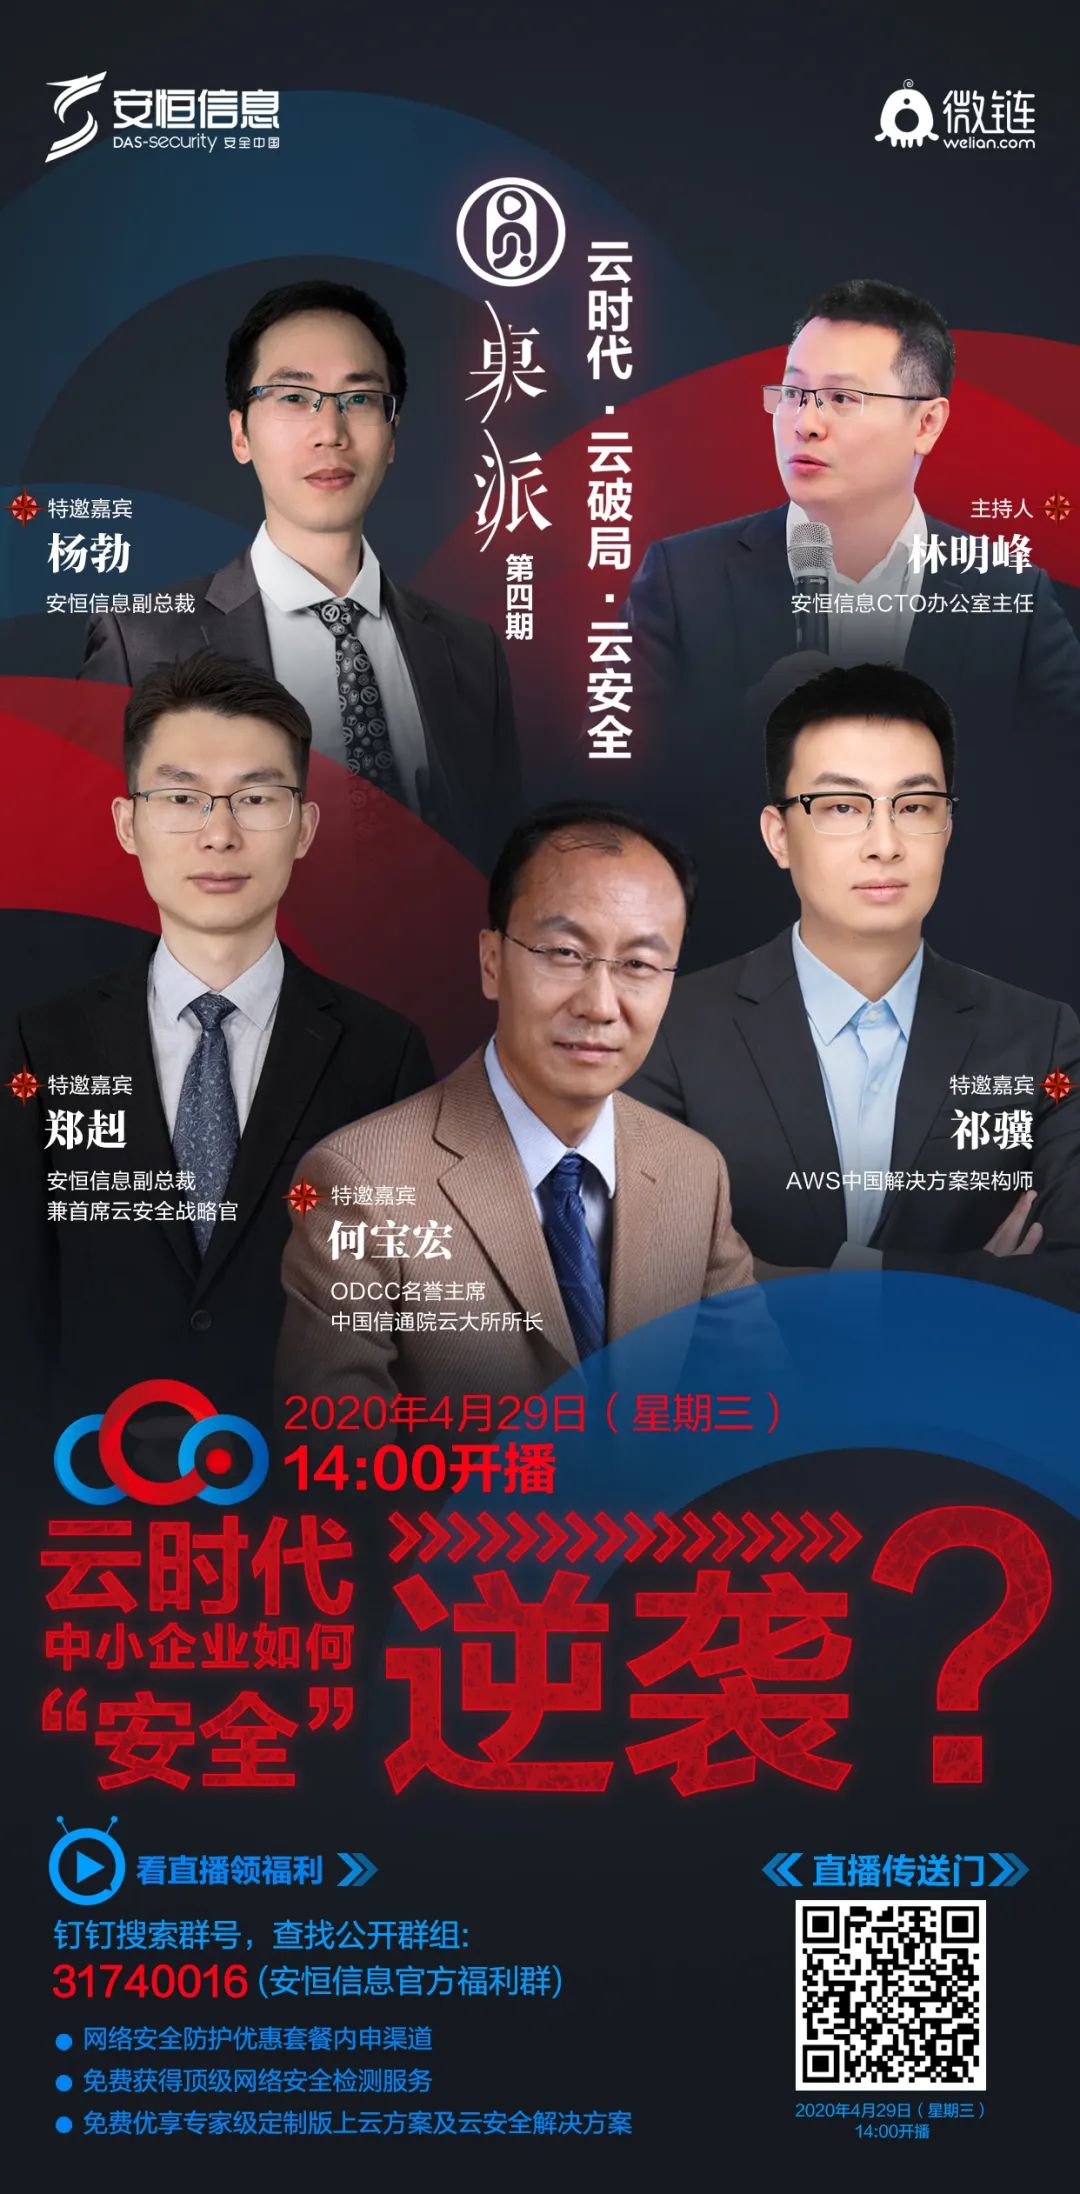 安恒信息
DAS-security 安全中国
微链
welian.com
圆
桌
派
第四期
云时代·云破局·云安全
特邀嘉宾
杨勃
安恒信息副总裁
主持人
林明峰
安恒信息CTO办公室主任
特邀嘉宾
郑赳
安恒信息副总裁
兼首席云安全战略官
特邀嘉宾
祁骥
AWS中国解决方案架构师
特邀嘉宾
何宝宏
ODCC名誉主席
中国信通院云大所所长
2020年4月29日（星期三）
14:00开播
云时代
中小企业如何
“安全”
逆袭?
看直播领福利
钉钉搜索群号，查找公开群组:
31740016 (安恒信息官方福利群)
● 网络安全防护优惠套餐内申渠道
● 免费获得顶级网络安全检测服务
● 免费优享专家级定制版上云方案及云安全解决方案
直播传送门
2020年4月29日（星期三）
14:00开播